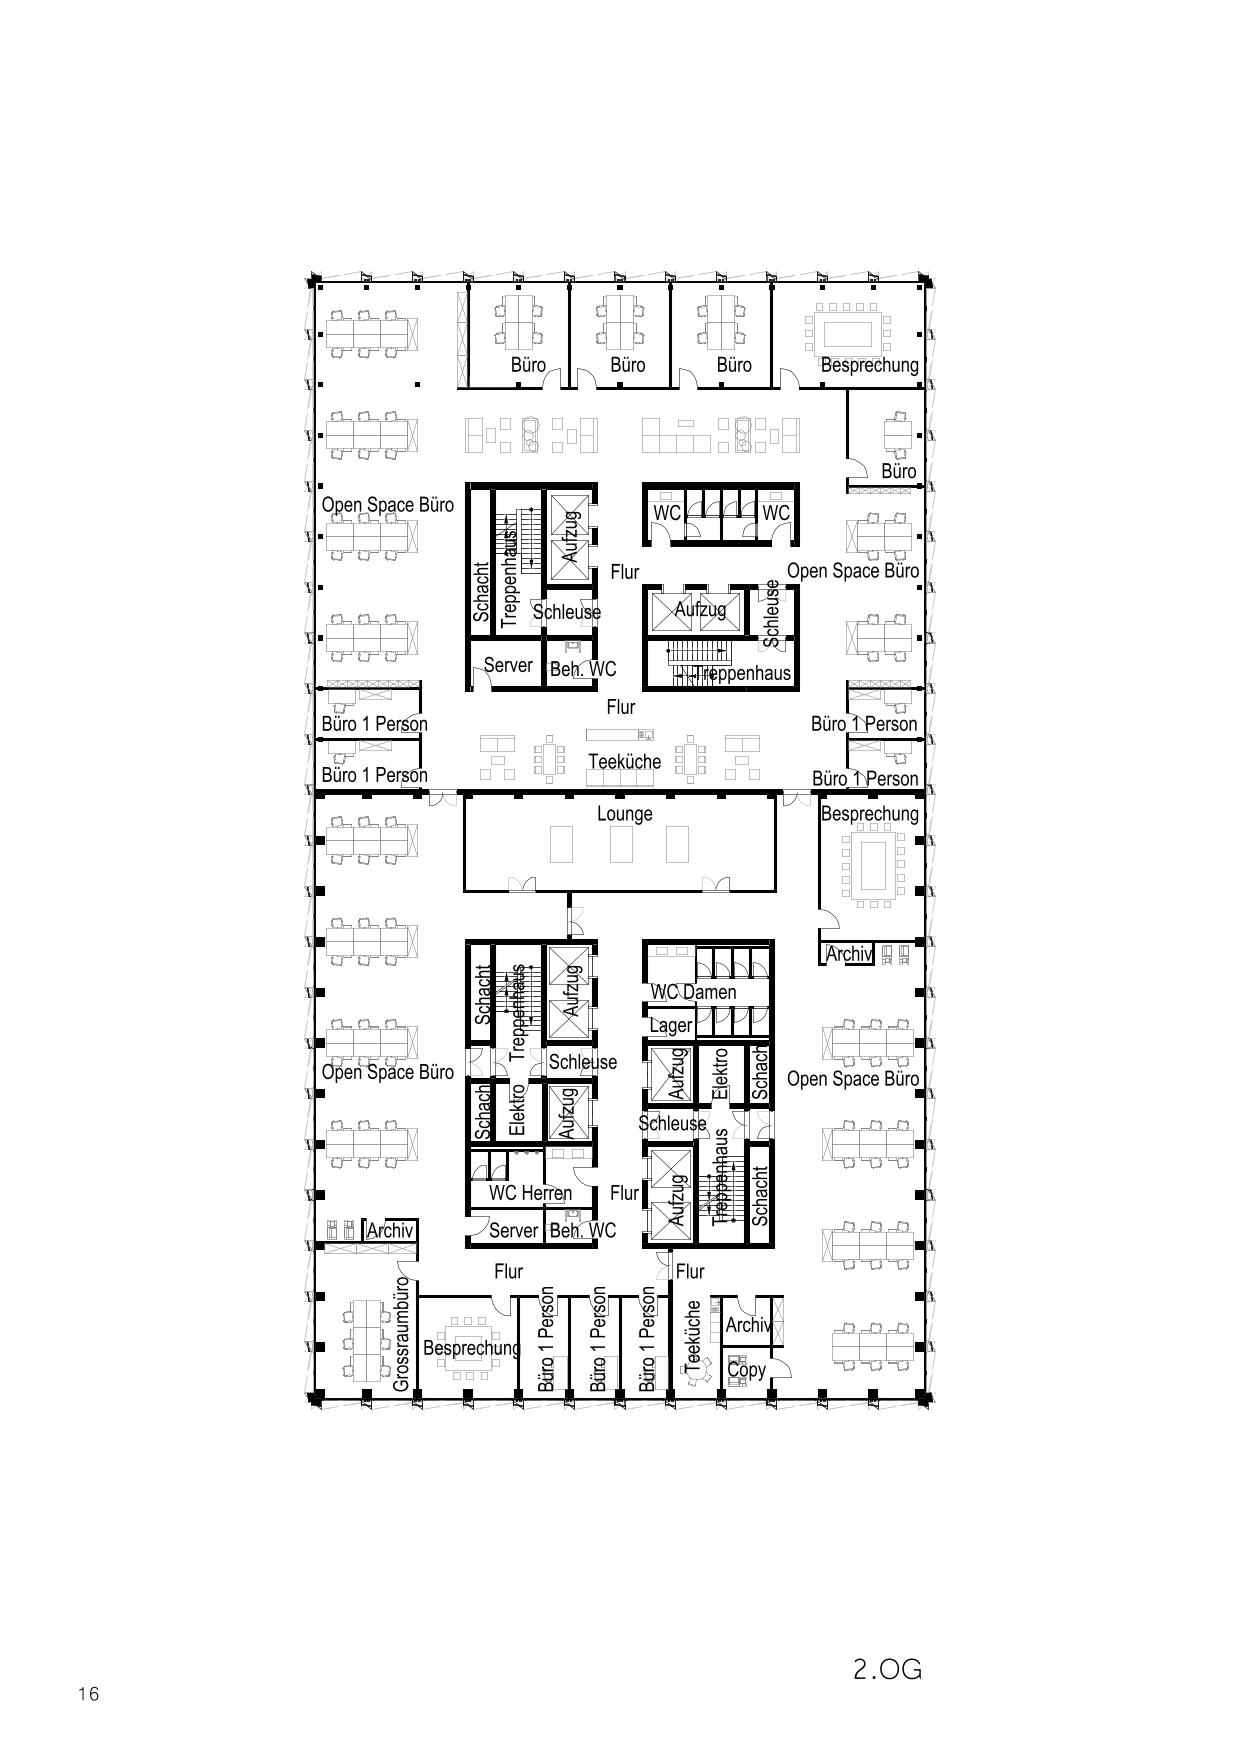 Büro
Büro
Büro
Besprechung
Büro
Open Space Büro
WC
WC
Schacht
Treppenhaus
Aufzug
Flur
Open Space Büro
Schleuse
Aufzug
Schleuse
Server
Beh. WC
Treppenhaus
Flur
Büro 1 Person
Büro 1 Person
Teeküche
Büro 1 Person
Büro 1 Person
Lounge
Besprechung
Archiv
Schacht
Treppenhaus
Aufzug
WC Damen
Lager
Open Space Büro
Schleuse
Aufzug
Elektro
Schach
Open Space Büro
Schach
Elektro
Aufzug
Schleuse
WC Herren
Flur
Aufzug
Treppenhaus
Schacht
Archiv
Server
Beh. WC
Flur
Flur
Grossraumbüro
Besprechung
Büro 1 Person
Büro 1 Person
Büro 1 Person
Teeküche
Archiv
Copy
2.OG
16